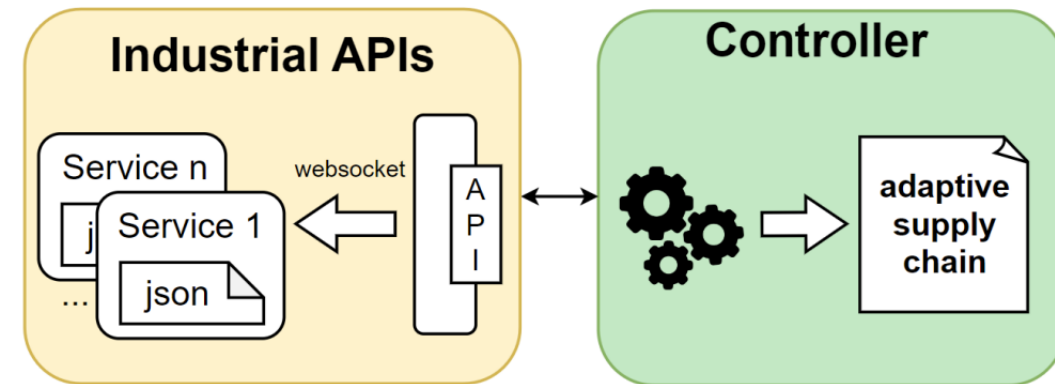 Industrial APIs
Service n
j
...
Service 1
json
websocket
A
P
I
Controller
adaptive
supply
chain